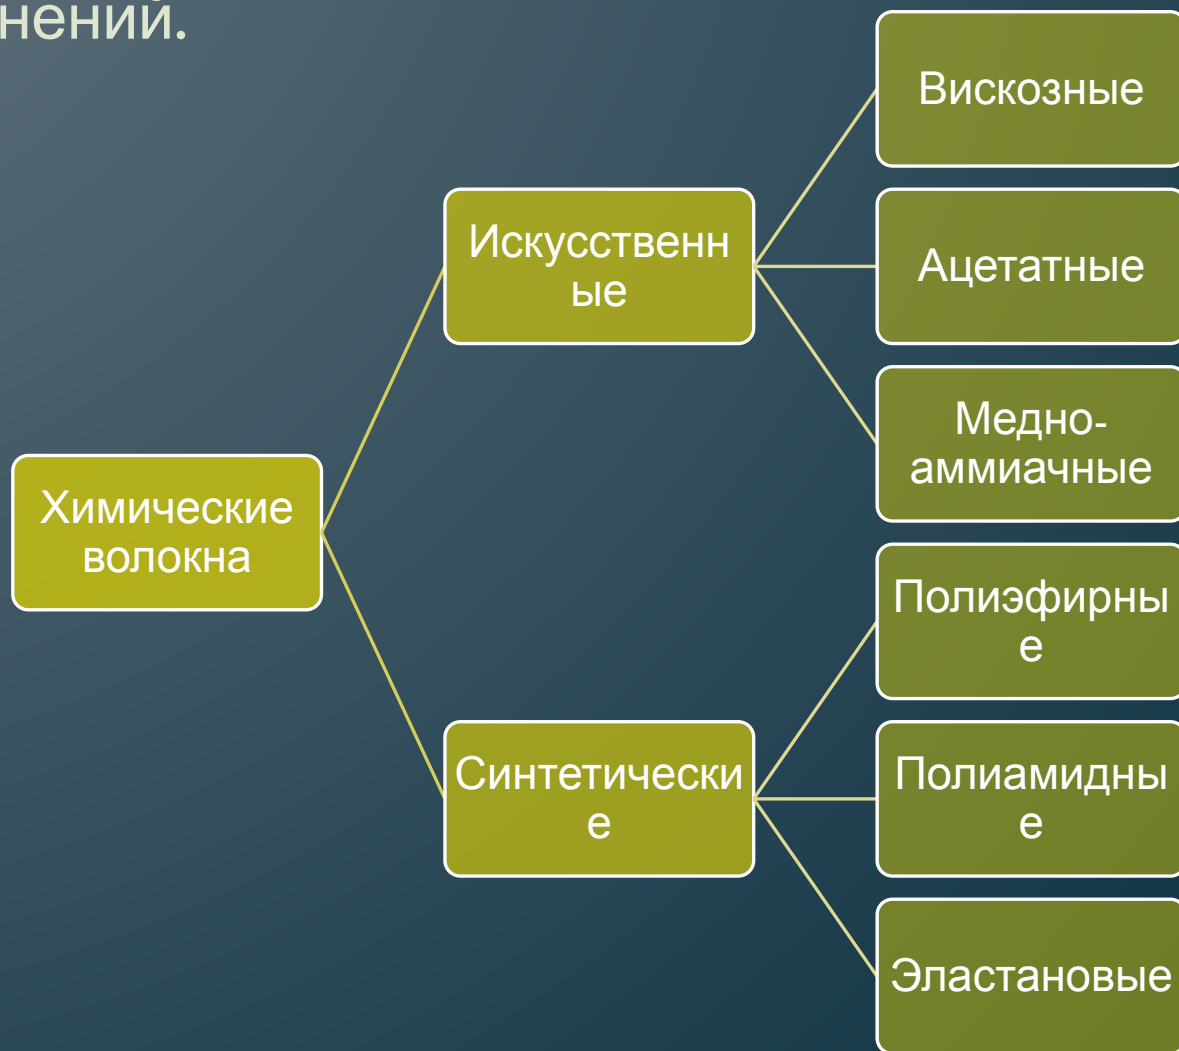 нений.
Химические
волокна
Искусственн
ые
Вискозные
Ацетатные
Медно-
аммиачные
Синтетически
е
Полиэфирны
е
Полиамидны
е
Эластановые